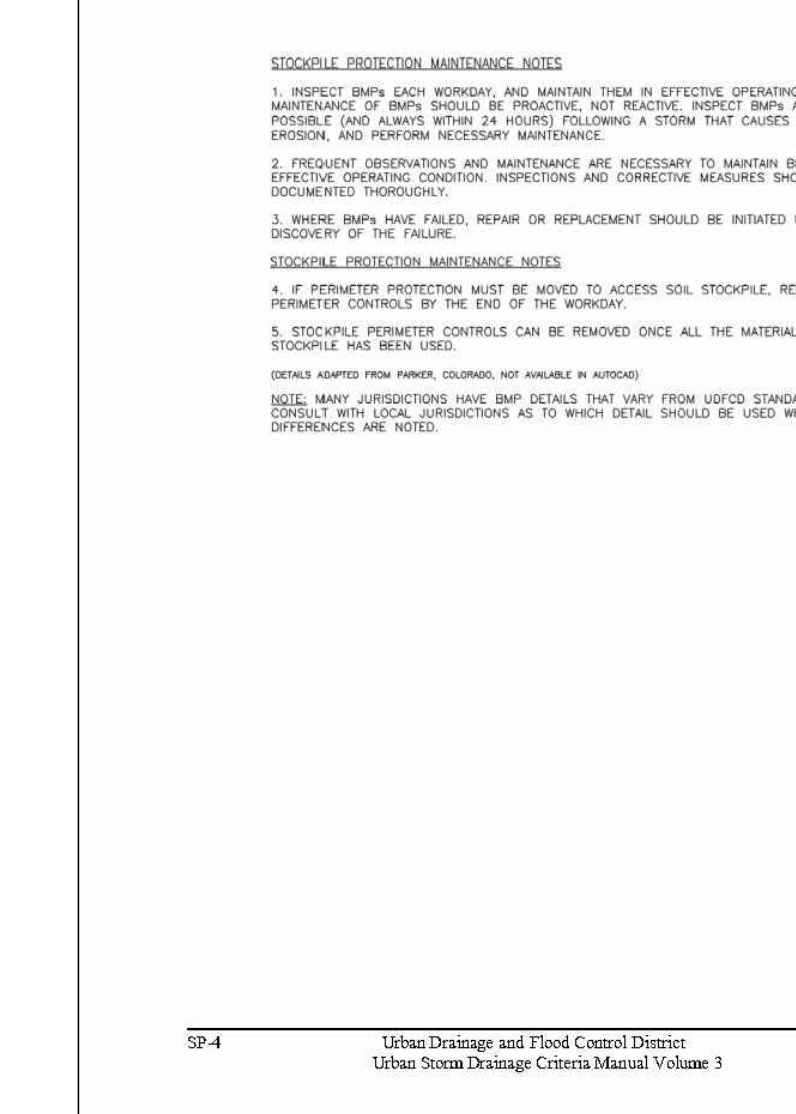 STOCKPILE PROTECTION MAINTENANCE NOTES
1. INSPECT BMPs EACH WORKDAY, AND MAINTAIN THEM IN EFFECTIVE OPERATING
MAINTENANCE OF BMPs SHOULD BE PROACTIVE, NOT REACTIVE. INSPECT BMPs
POSSIBLE (AND ALWAYS WITHIN 24 HOURS) FOLLOWING A STORM THAT CAUSES
EROSION, AND PERFORM NECESSARY MAINTENANCE.
2. FREQUENT OBSERVATIONS AND MAINTENANCE ARE NECESSARY TO MAINTAIN
EFFECTIVE OPERATING CONDITION. INSPECTIONS AND CORRECTIVE MEASURES
DOCUMENTED THOROUGHLY.
3. WHERE BMPs HAVE FAILED, REPAIR OR REPLACEMENT SHOULD BE INITIATED
DISCOVERY OF THE FAILURE.
STOCKPILE PROTECTION MAINTENANCE NOTES
4. IF PERIMETER PROTECTION MUST BE MOVED TO ACCESS SOIL STOCKPILE,
PERIMETER CONTROLS BY THE END OF THE WORKDAY.
5. STOCKPILE PERIMETER CONTROLS CAN BE REMOVED ONCE ALL THE MATERIAL
STOCKPILE HAS BEEN USED.
(DETAILS ADAPTED FROM PARKER, COLORADO, NOT AVAILABLE IN AUTOCAD)
NOTE: MANY JURISDICTIONS HAVE BMP DETAILS THAT VARY FROM UDFCD
CONSULT WITH LOCAL JURISDICTIONS AS TO WHICH DETAIL SHOULD BE USED
DIFFERENCES ARE NOTED.
SP-4 Urban Drainage and Flood Control District
Urban Storm Drainage Criteria Manual Volume 3